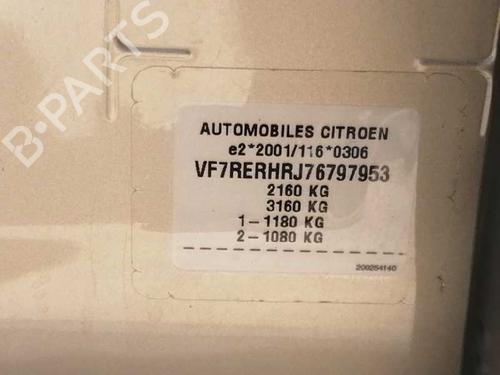 B-PARTS
AUTOMOBILES CITROEN
e2*2001/116*0306
VF7RERHRJ76797953
2160 KG
3160 KG
1-1180 KG
2-1080 KG
200254140